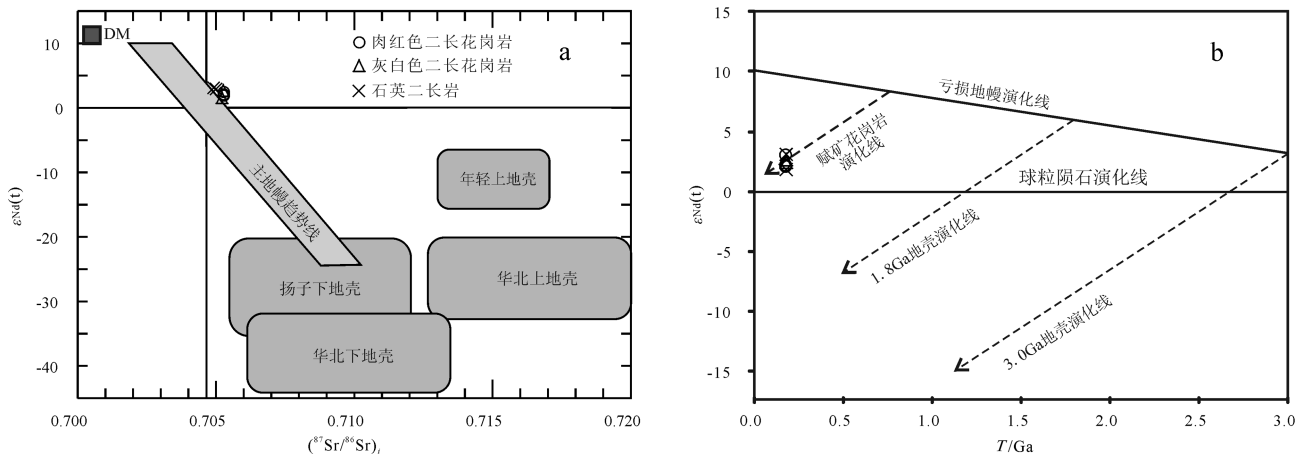 DM
肉红色二长花岗岩
灰白色二长花岗岩
石英二长岩
a
主地幔趋势线
年轻上地壳
扬子下地壳
华北上地壳
华北下地壳
10
0
-10
-20
-30
-40
εNd(t)
0.700
0.705
0.710
0.715
0.720
(⁸⁷Sr/⁸⁶Sr)ₜ
b
亏损地幔演化线
赋矿花岗岩
演化线
球粒陨石演化线
1.8Ga地壳演化线
3.0Ga地壳演化线
15
10
5
0
-5
-10
-15
εNd(t)
0.0
0.5
1.0
1.5
2.0
2.5
3.0
T/Ga